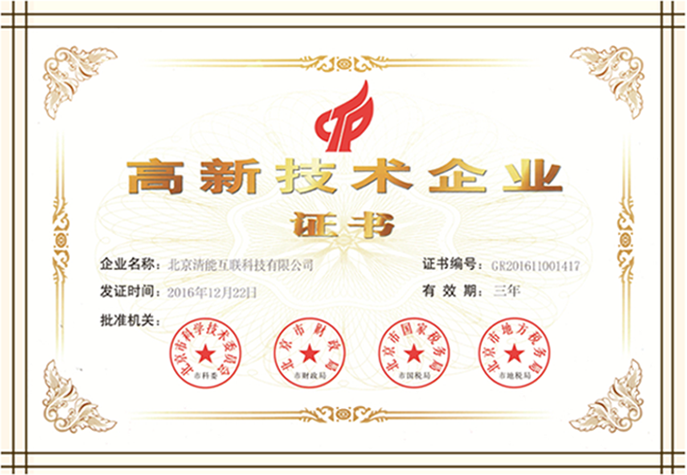 高新技术企业
证书
企业名称：北京清能互联科技有限公司
证书编号：GR201611001417
发证时间：2016年12月22日
有效期：三年
批准机关：
北京市科学技术委员会
市科委
北京市财政局
市财政局
北京市国家税务局
市国税局
北京市地方税务局
市地税局